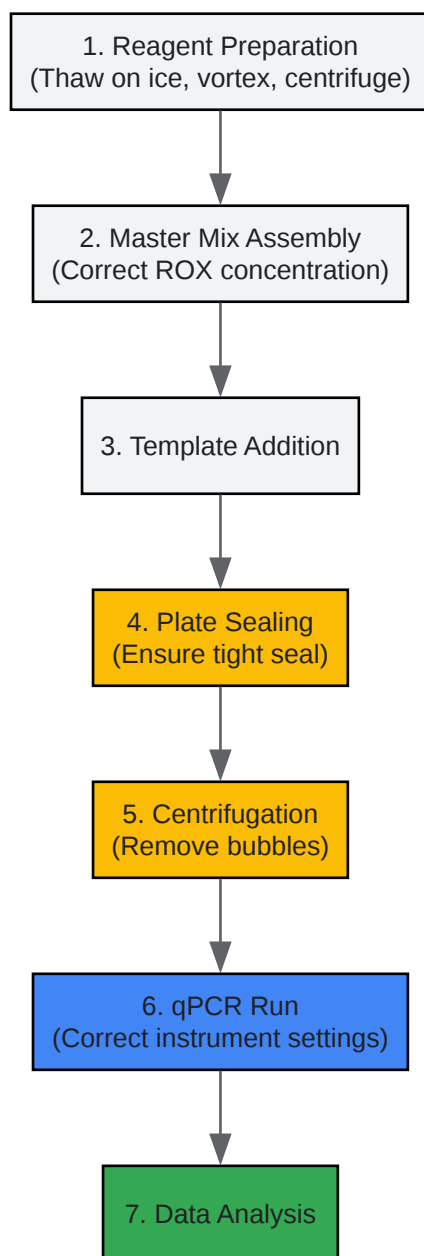 1. Reagent Preparation
(Thaw on ice, vortex, centrifuge)
2. Master Mix Assembly
(Correct ROX concentration)
3. Template Addition
4. Plate Sealing
(Ensure tight seal)
5. Centrifugation
(Remove bubbles)
6. qPCR Run
(Correct instrument settings)
7. Data Analysis